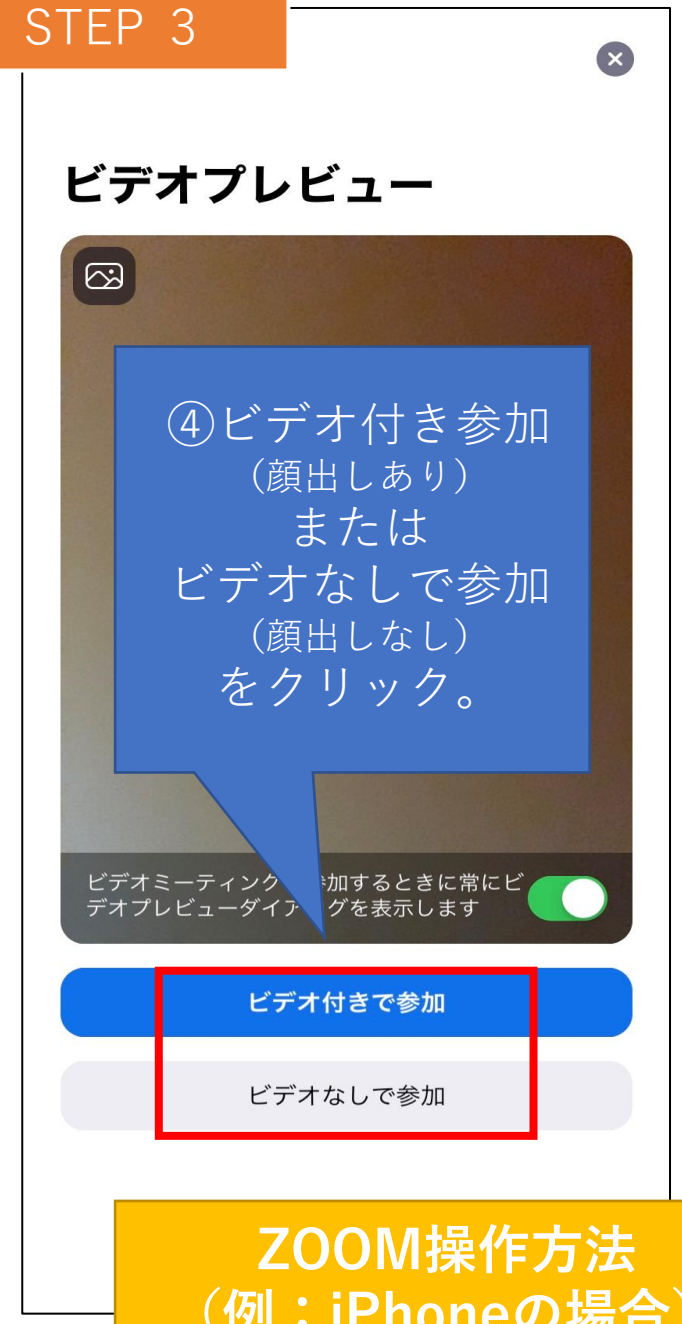 STEP 3
ビデオプレビュー
④ビデオ付き参加
（顔出しあり）
または
ビデオなしで参加
（顔出しなし）
をクリック。
ビデオミーティング 参加するときに常にビ
デオプレビューダイア グを表示します
ビデオ付きで参加
ビデオなしで参加
ZOOM操作方法
（例：iPhoneの場合）